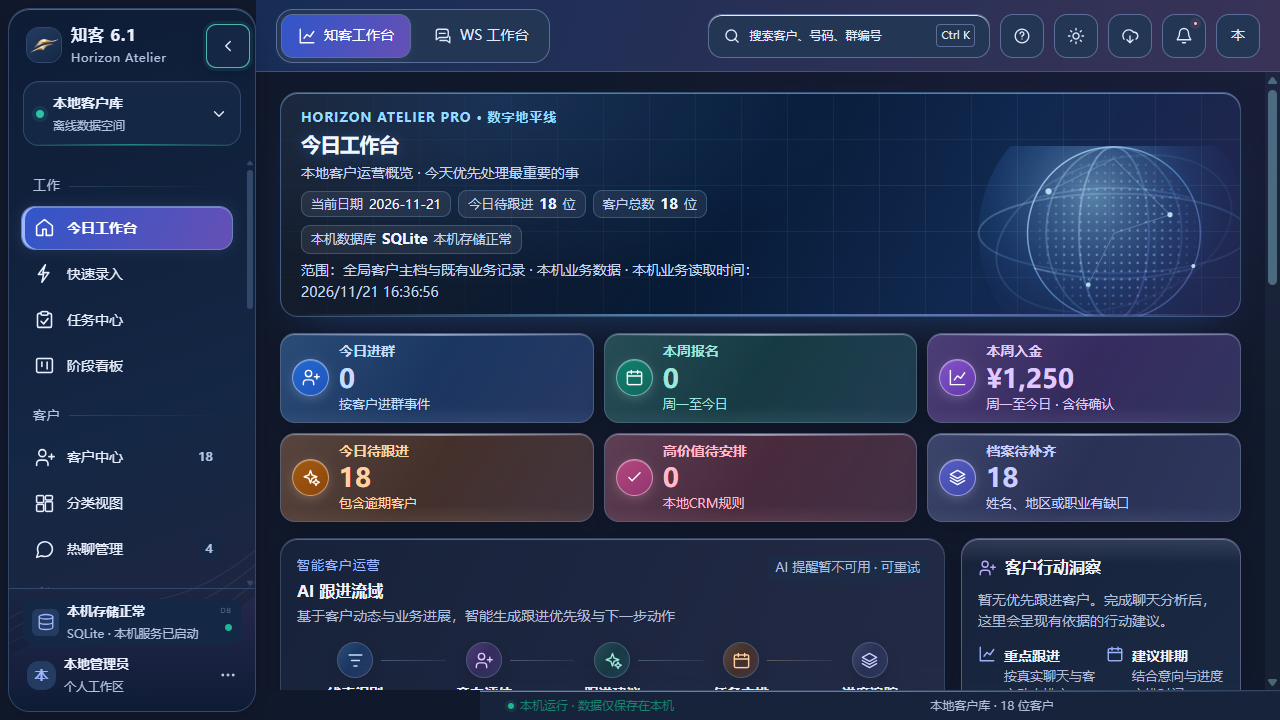 知客 6.1
Horizon Atelier
本地客户库
离线数据空间
工作
今日工作台
快速录入
任务中心
阶段看板
客户
客户中心 18
分类视图
热聊管理 4
本机存储正常 DB
SQLite · 本机服务已启动
本 本地管理员
个人工作区
知客工作台 WS 工作台
搜索客户、号码、群编号 Ctrl K
本
HORIZON ATELIER PRO • 数字地平线
今日工作台
本地客户运营概览 · 今天优先处理最重要的事
当前日期 2026-11-21 今日待跟进 18 位 客户总数 18 位
本机数据库 SQLite 本机存储正常
范围：全局客户主档与既有业务记录 · 本机业务数据 · 本机业务读取时间：
2026/11/21 16:36:56
今日进群
0
按客户进群事件
本周报名
0
周一至今日
本周入金
¥1,250
周一至今日 · 含待确认
今日待跟进
18
包含逾期客户
高价值待安排
0
本地CRM规则
档案待补齐
18
姓名、地区或职业有缺口
智能客户运营
AI 提醒暂不可用 · 可重试
AI 跟进流域
基于客户动态与业务进展，智能生成跟进优先级与下一步动作
客户行动洞察
暂无优先跟进客户。完成聊天分析后，
这里会呈现有依据的行动建议。
重点跟进
按真实聊天与客
建议排期
结合意向与进度
本机运行 · 数据仅保存在本机
本地客户库 · 18 位客户